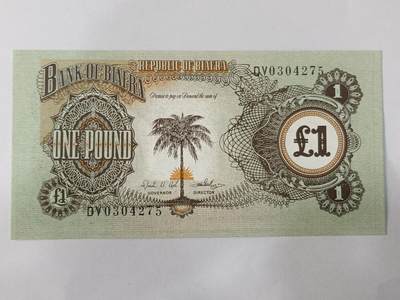 BANK OF BIAFRA
REPUBLIC OF BIAFRA
DV0304275
Promise to pay on Demand the sum of
1
ONE POUND
£1
£1
DV0304275
GOVERNOR
DIRECTOR
1